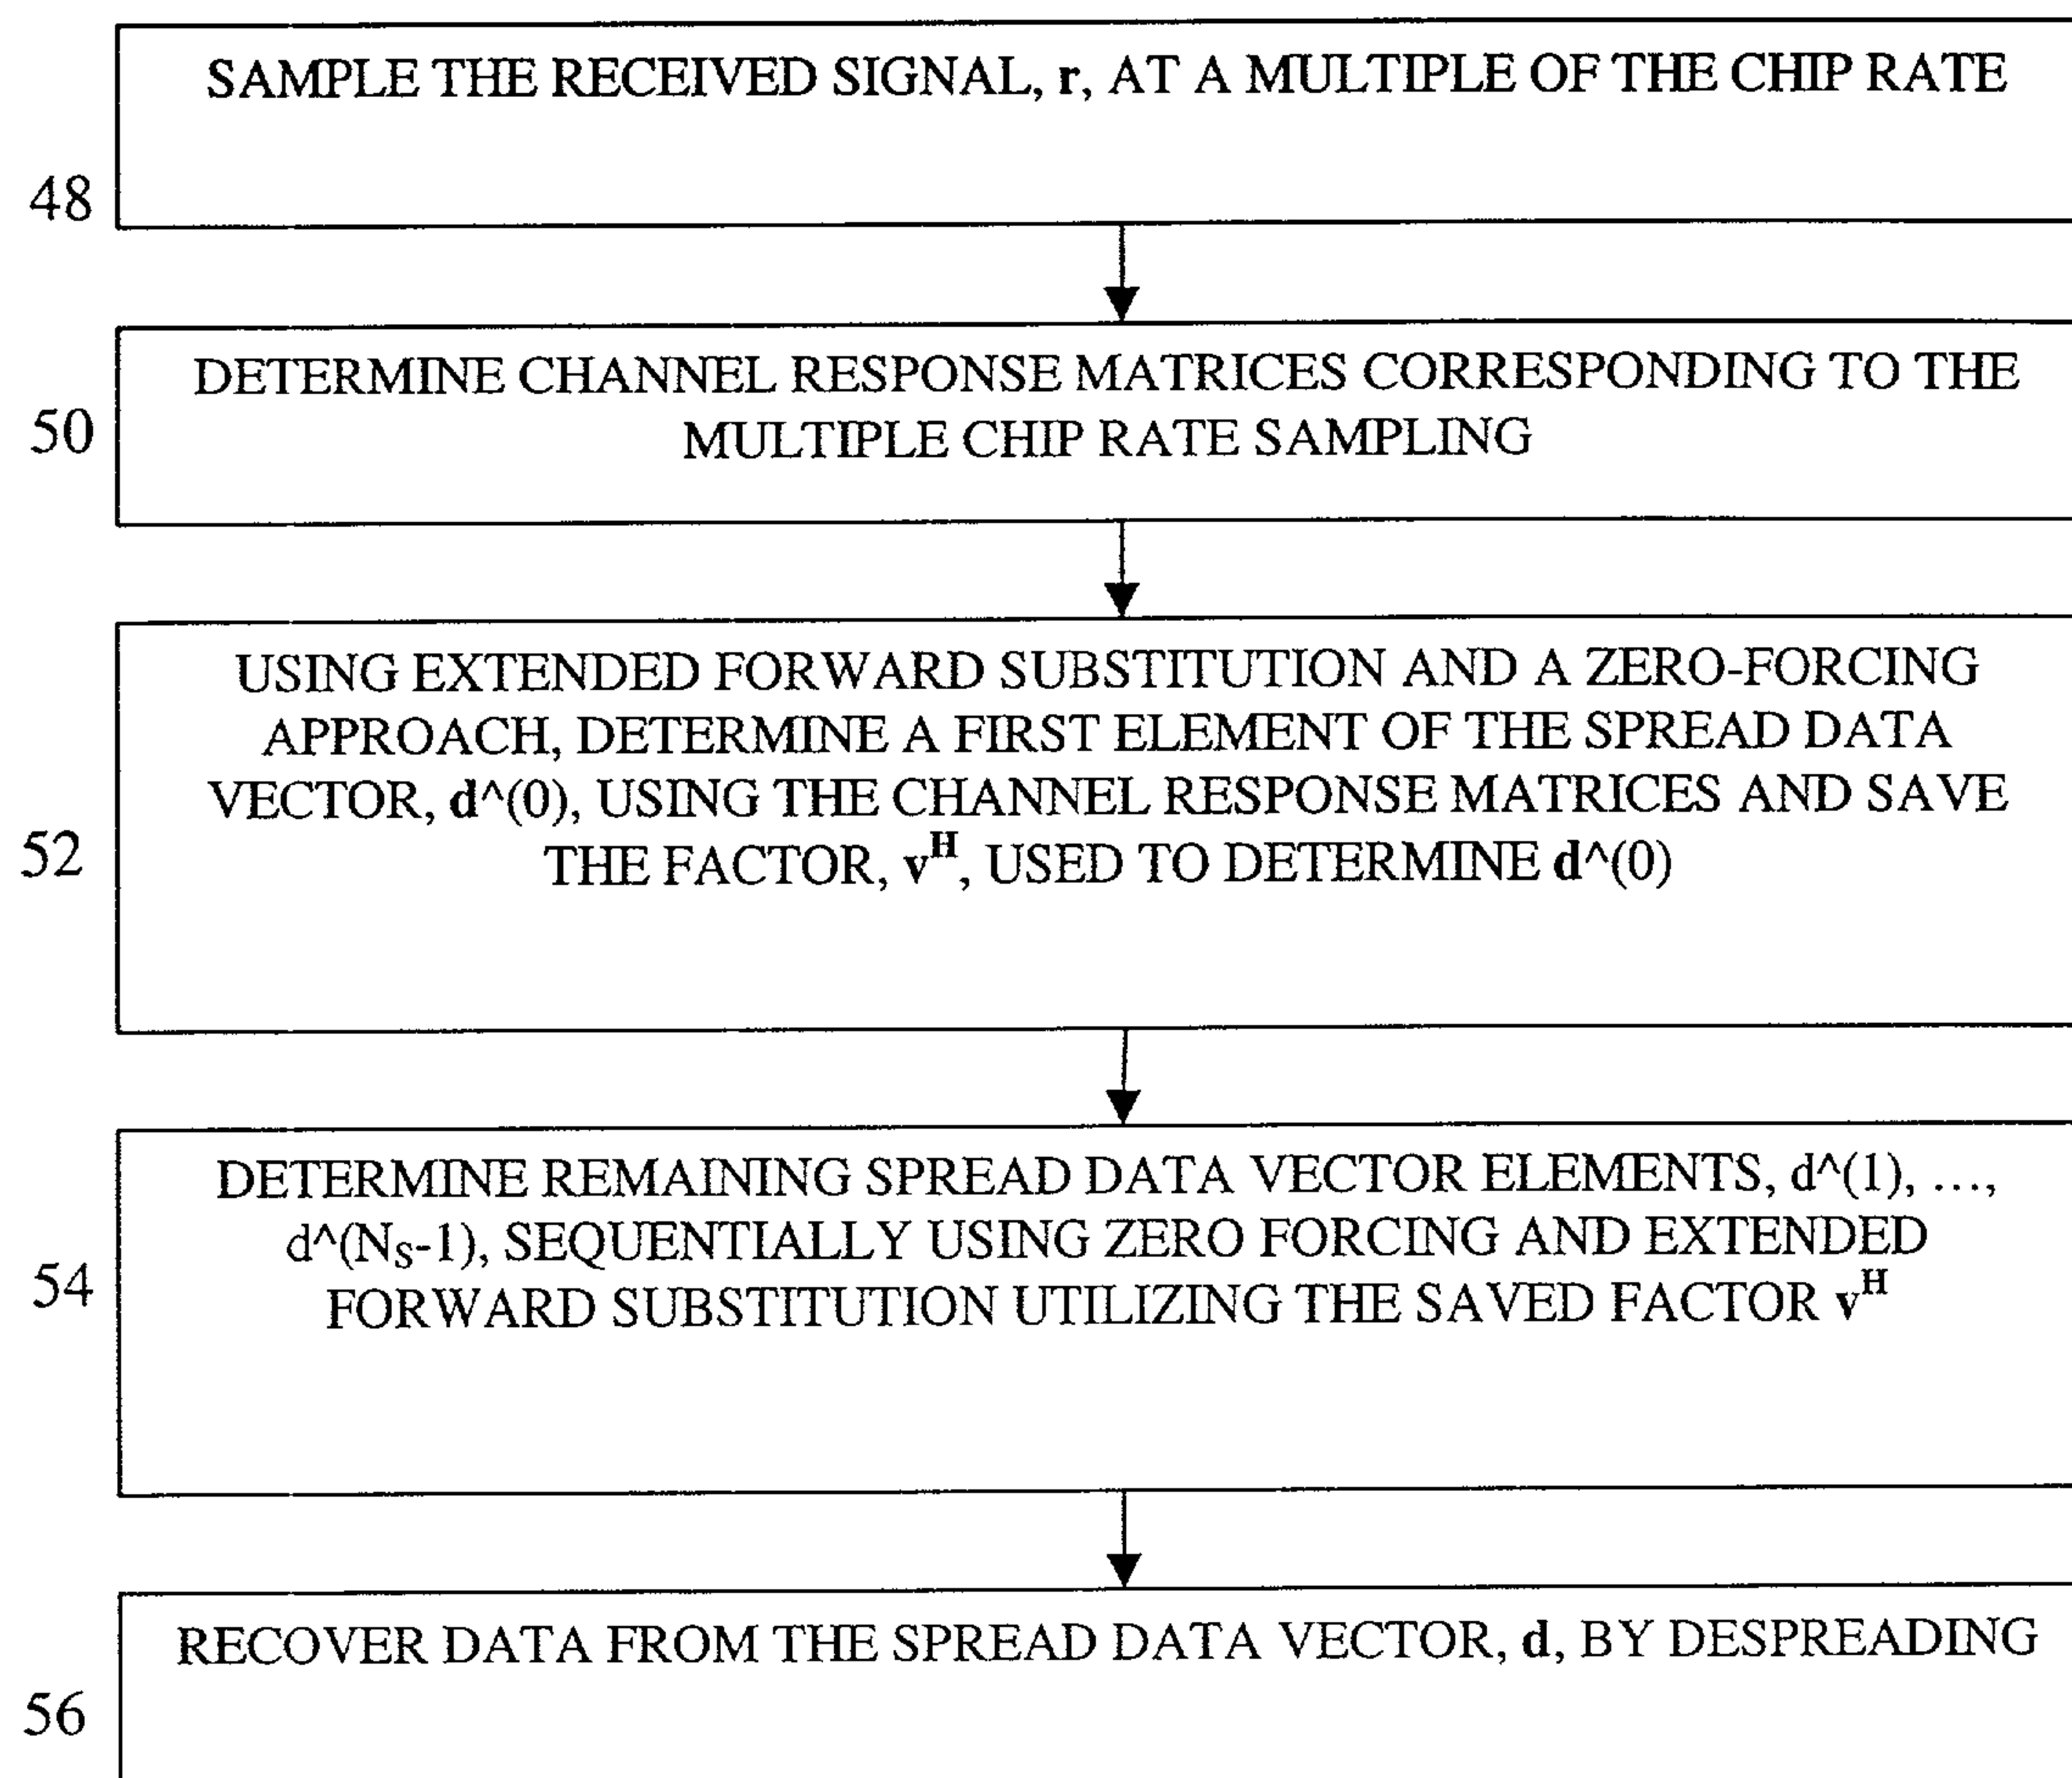 SAMPLE THE RECEIVED SIGNAL, r, AT A MULTIPLE OF THE CHIP RATE
48
DETERMINE CHANNEL RESPONSE MATRICES CORRESPONDING TO THE
MULTIPLE CHIP RATE SAMPLING
50
USING EXTENDED FORWARD SUBSTITUTION AND A ZERO-FORCING
APPROACH, DETERMINE A FIRST ELEMENT OF THE SPREAD DATA
VECTOR, d^(0), USING THE CHANNEL RESPONSE MATRICES AND SAVE
THE FACTOR, v^H, USED TO DETERMINE d^(0)
52
DETERMINE REMAINING SPREAD DATA VECTOR ELEMENTS, d^(1), ...,
d^(N_S-1), SEQUENTIALLY USING ZERO FORCING AND EXTENDED
FORWARD SUBSTITUTION UTILIZING THE SAVED FACTOR v^H
54
RECOVER DATA FROM THE SPREAD DATA VECTOR, d, BY DESPREADING
56